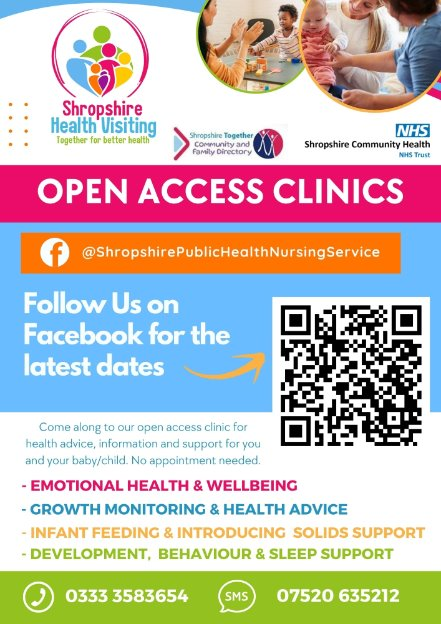 Shropshire
Health Visiting
Together for better health
Shropshire Together
Community and
Family Directory
NHS
Shropshire Community Health
NHS Trust
OPEN ACCESS CLINICS
@ShropshirePublicHealthNursingService
Follow Us on
Facebook for the
latest dates
Come along to our open access clinic for
health advice, information and support for you
and your baby/child. No appointment needed.
- EMOTIONAL HEALTH & WELLBEING
- GROWTH MONITORING & HEALTH ADVICE
- INFANT FEEDING & INTRODUCING SOLIDS SUPPORT
- DEVELOPMENT, BEHAVIOUR & SLEEP SUPPORT
0333 3583654
SMS
07520 635212